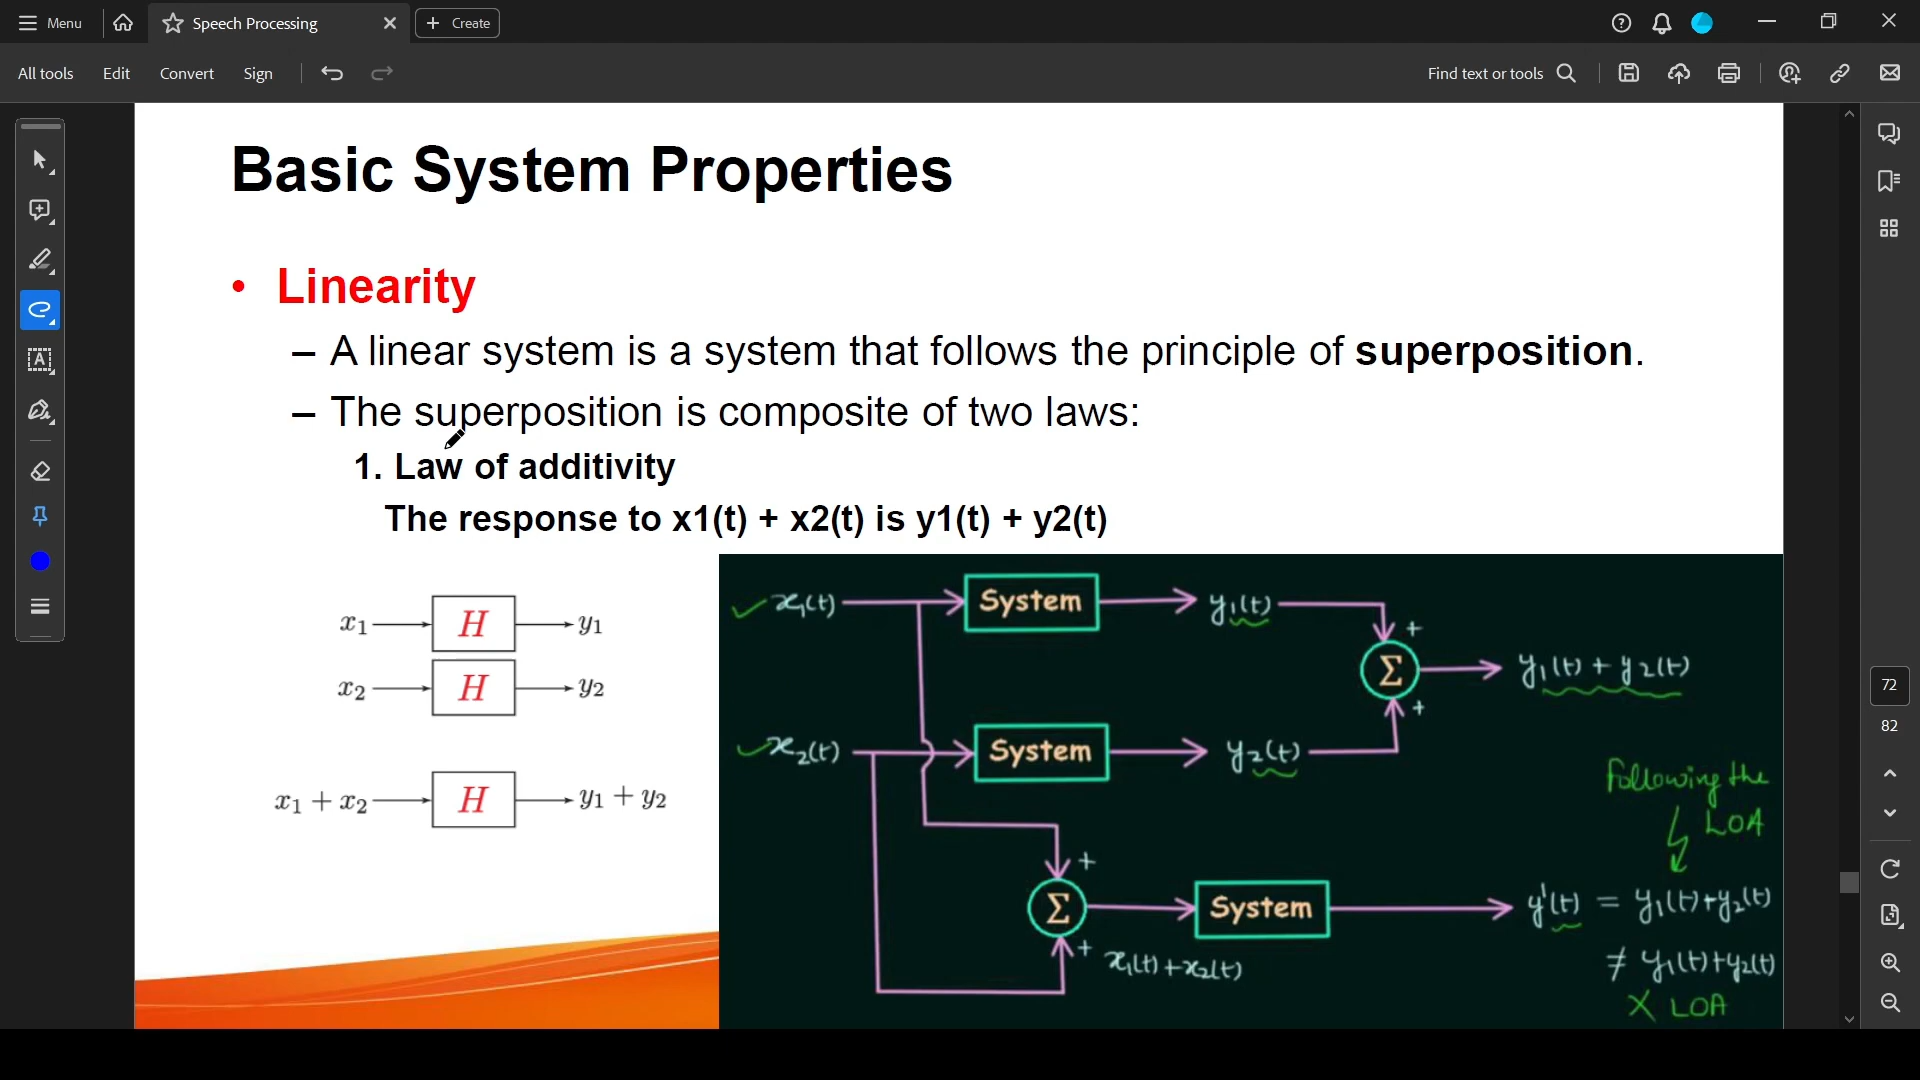 Menu
Speech Processing
Create
All tools
Edit
Convert
Sign
Find text or tools
Basic System Properties
• Linearity
– A linear system is a system that follows the principle of superposition.
– The superposition is composite of two laws:
1. Law of additivity
The response to x1(t) + x2(t) is y1(t) + y2(t)
x₁ H y₁
x₂ H y₂
x₁ + x₂ H y₁ + y₂
x₁(t) System y₁(t) +
Σ y₁(t) + y₂(t)
+
x₂(t) System y₂(t)
Following the
LOA
+
Σ System y'(t) = y₁(t)+y₂(t)
+ x₁(t)+x₂(t) ≠ y₁(t)+y₂(t)
X LOA
72
82